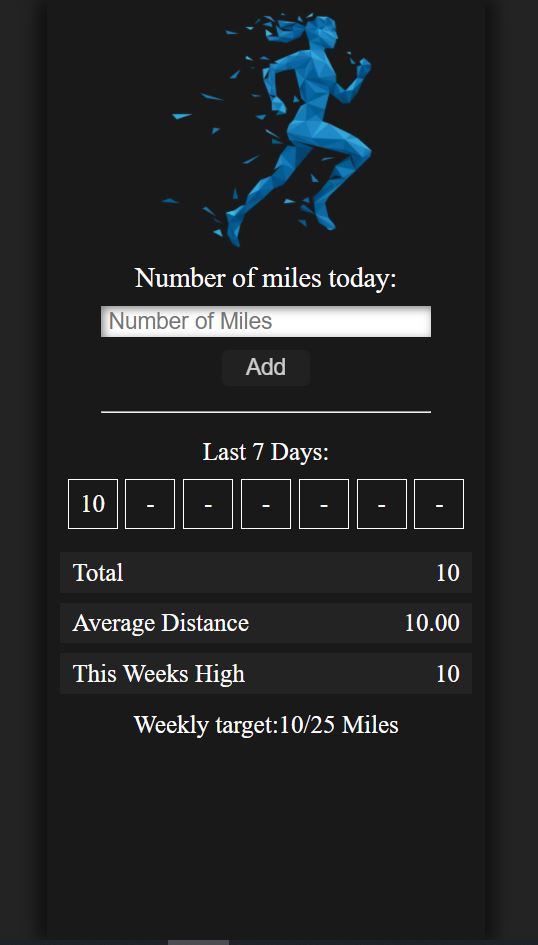 Number of miles today:
Number of Miles
Add
Last 7 Days:
10 - - - - - -
Total 10
Average Distance 10.00
This Weeks High 10
Weekly target:10/25 Miles